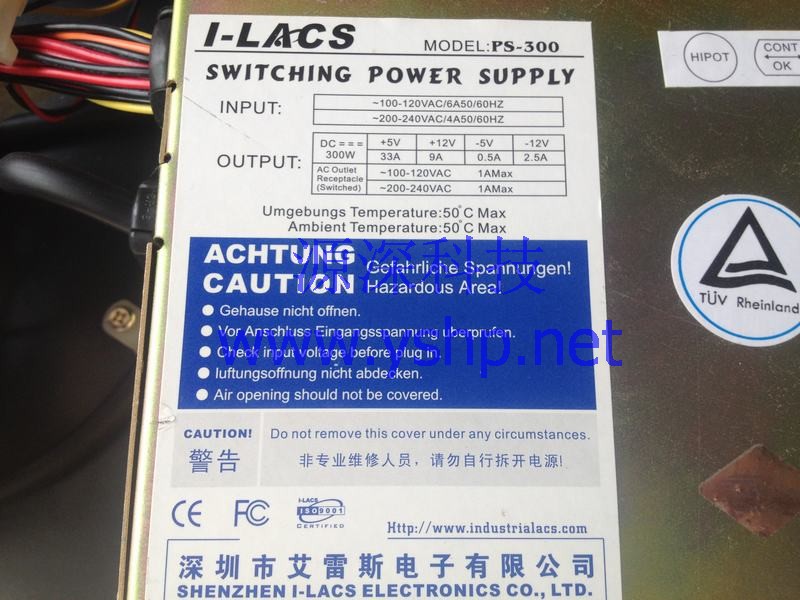 I-LACS MODEL:PS-300
SWITCHING POWER SUPPLY
INPUT: ~100-120VAC/6A50/60HZ
~200-240VAC/4A50/60HZ
OUTPUT: DC === 300W +5V +12V -5V -12V
33A 9A 0.5A 2.5A
AC Outlet Receptacle (Switched) ~100-120VAC 1AMax
~200-240VAC 1AMax
Umgebungs Temperature:50°C Max
Ambient Temperature:50°C Max
ACHTUNG Gefahrliche Spannungen!
CAUTION Hazardous Area!
源深科技
● Gehause nicht offnen.
● Vor Anschluss Eingangsspannung uberprufen.
● Check input voltage before plug in.
www.yshp.net
● luftungsoffnung nicht abdecken.
● Air opening should not be covered.
CAUTION! Do not remove this cover under any circumstances.
警告 非专业维修人员，请勿自行拆开电源!
CE FC I-LACS ISO9001 CERTIFIED
Http://www.industrialacs.com
深圳市艾雷斯电子有限公司
SHENZHEN I-LACS ELECTRONICS CO., LTD.
HIPOT
CONT OK
TÜV Rheinland